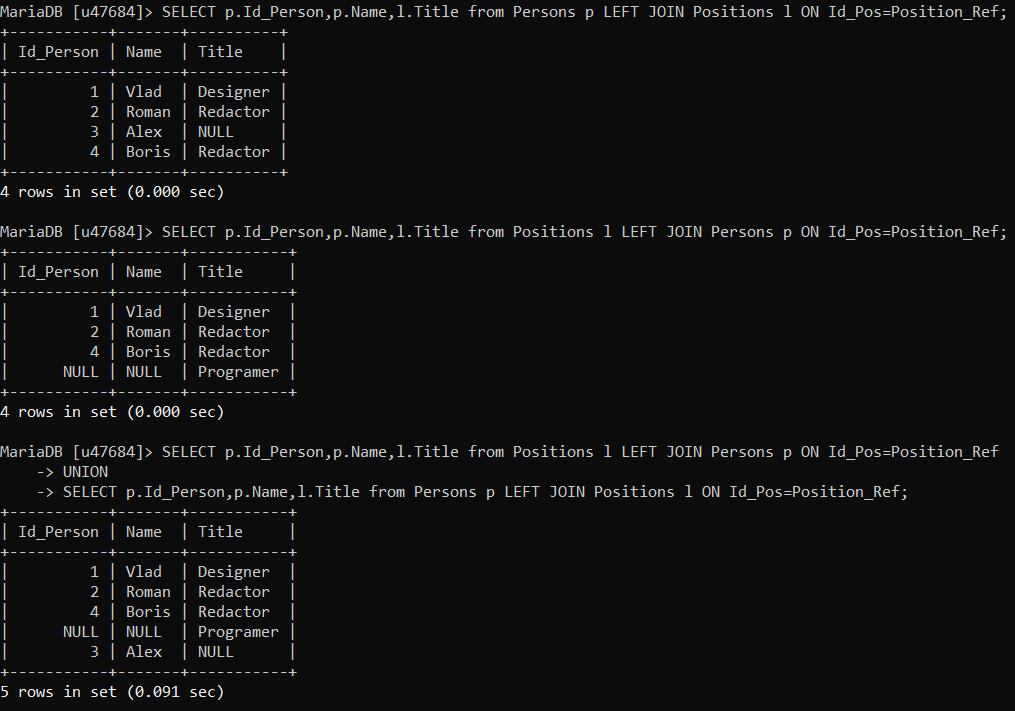 MariaDB [u47684]> SELECT p.Id_Person,p.Name,l.Title from Persons p LEFT JOIN Positions l ON Id_Pos=Position_Ref;
+-----------+-------+----------+
| Id_Person | Name  | Title    |
+-----------+-------+----------+
|         1 | Vlad  | Designer |
|         2 | Roman | Redactor |
|         3 | Alex  | NULL     |
|         4 | Boris | Redactor |
+-----------+-------+----------+
4 rows in set (0.000 sec)

MariaDB [u47684]> SELECT p.Id_Person,p.Name,l.Title from Positions l LEFT JOIN Persons p ON Id_Pos=Position_Ref;
+-----------+-------+-----------+
| Id_Person | Name  | Title     |
+-----------+-------+-----------+
|         1 | Vlad  | Designer  |
|         2 | Roman | Redactor  |
|         4 | Boris | Redactor  |
|      NULL | NULL  | Programer |
+-----------+-------+-----------+
4 rows in set (0.000 sec)

MariaDB [u47684]> SELECT p.Id_Person,p.Name,l.Title from Positions l LEFT JOIN Persons p ON Id_Pos=Position_Ref
    -> UNION
    -> SELECT p.Id_Person,p.Name,l.Title from Persons p LEFT JOIN Positions l ON Id_Pos=Position_Ref;
+-----------+-------+-----------+
| Id_Person | Name  | Title     |
+-----------+-------+-----------+
|         1 | Vlad  | Designer  |
|         2 | Roman | Redactor  |
|         4 | Boris | Redactor  |
|      NULL | NULL  | Programer |
|         3 | Alex  | NULL      |
+-----------+-------+-----------+
5 rows in set (0.091 sec)